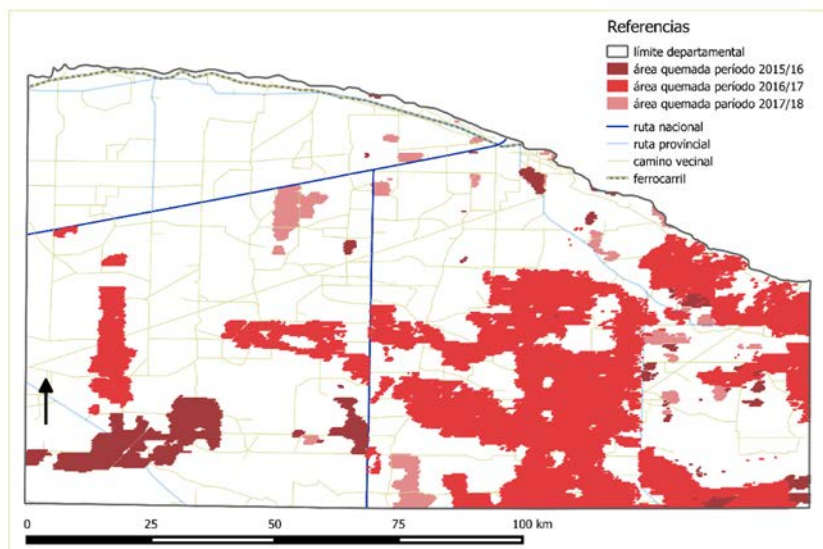 Referencias
límite departamental
área quemada período 2015/16
área quemada período 2016/17
área quemada paríodo 2017/18
ruta nacional
ruta provincial
camino vecinal
ferrocarril
0 25 50 75 100 km